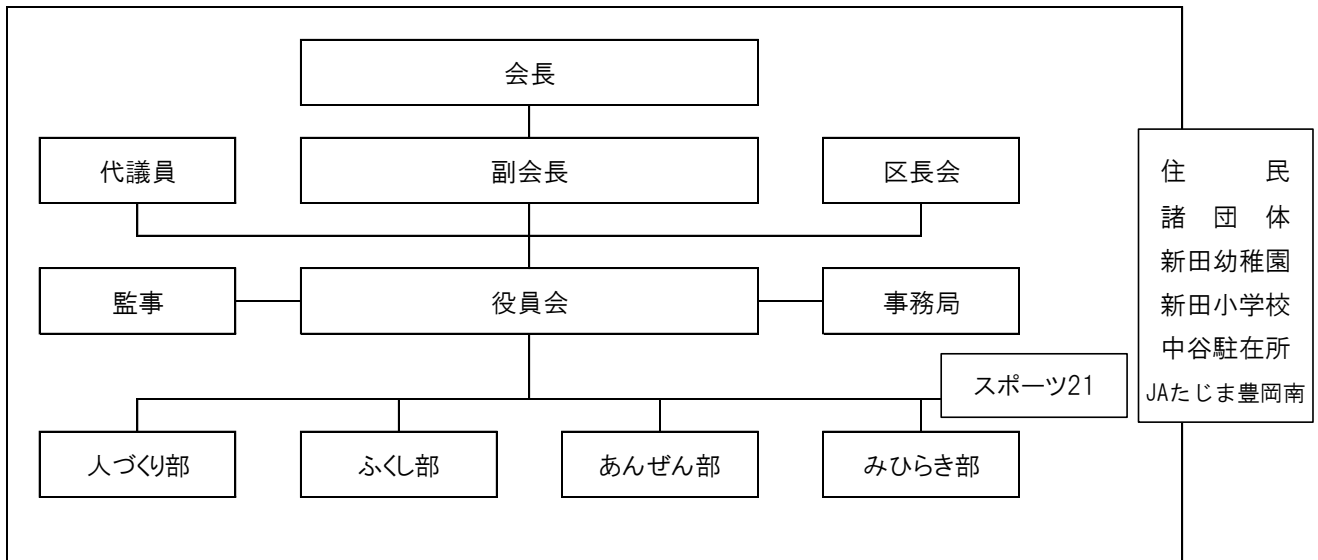 会長
代議員
副会長
区長会
住民
諸団体
新田幼稚園
新田小学校
中谷駐在所
JAたじま豊岡南
監事
役員会
事務局
スポーツ21
人づくり部
ふくし部
あんぜん部
みひらき部